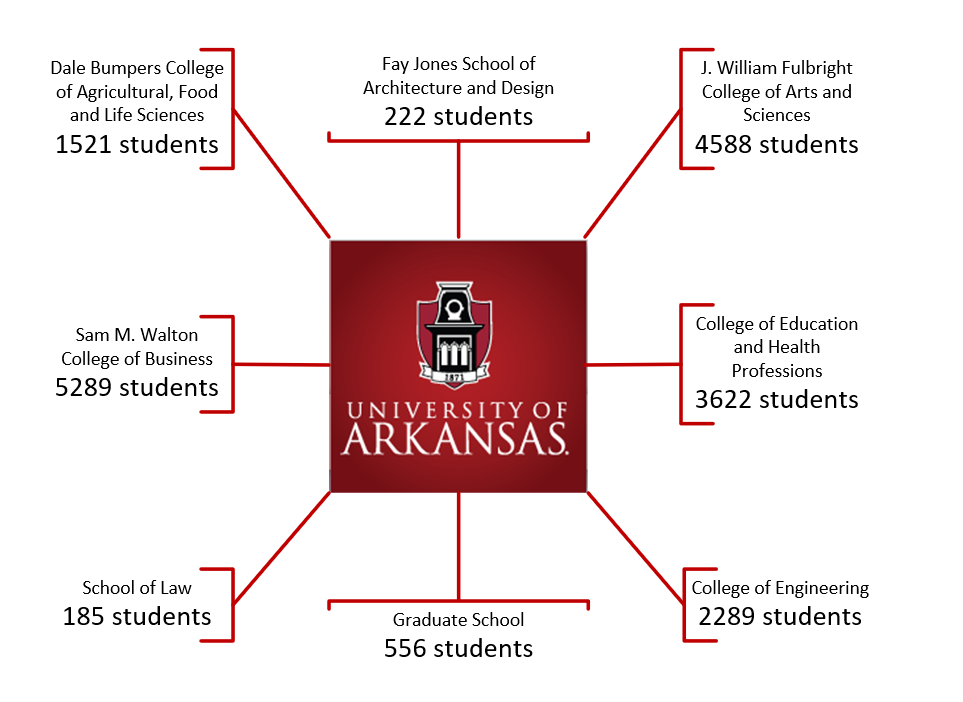 Dale Bumpers College
of Agricultural, Food
and Life Sciences
1521 students
Fay Jones School of
Architecture and Design
222 students
J. William Fulbright
College of Arts and
Sciences
4588 students
Sam M. Walton
College of Business
5289 students
1871
UNIVERSITY OF
ARKANSAS.
College of Education
and Health
Professions
3622 students
School of Law
185 students
Graduate School
556 students
College of Engineering
2289 students